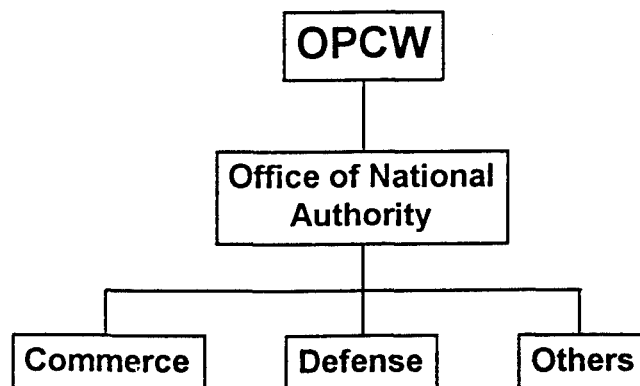 OPCW
Office of National
Authority
Commerce
Defense
Others